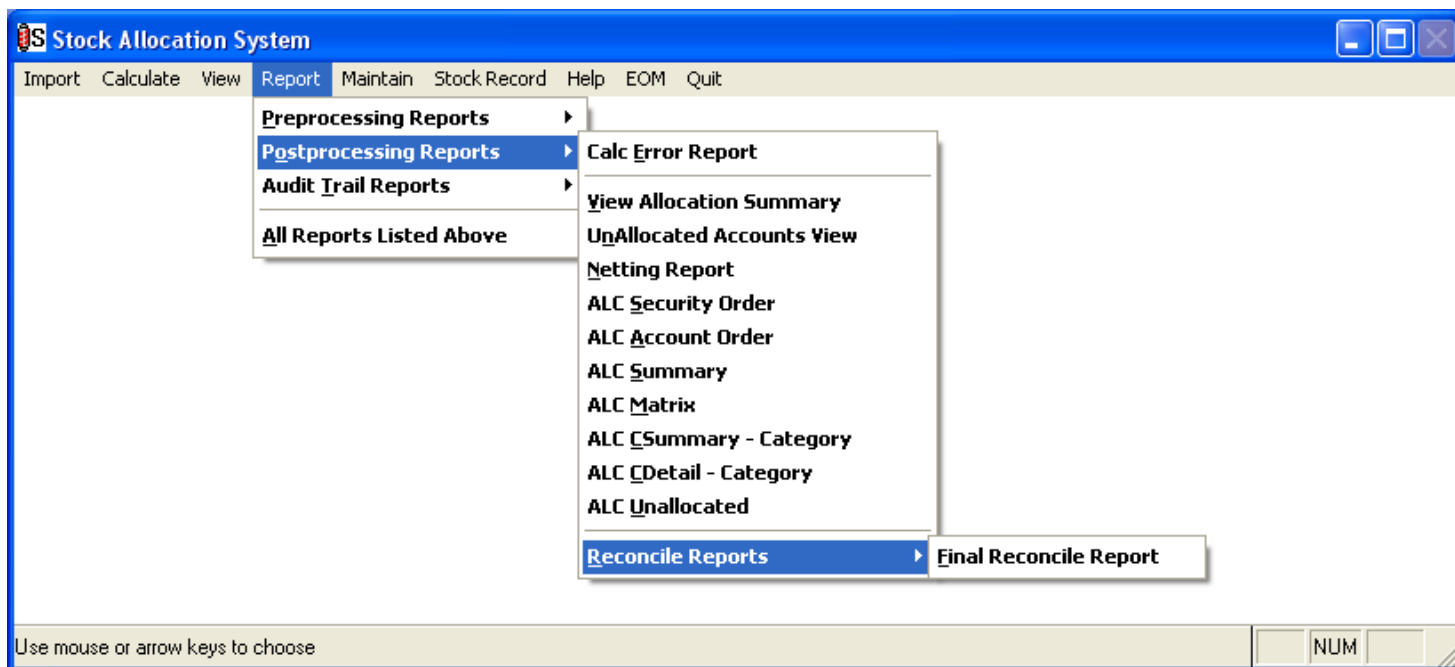 S Stock Allocation System
Import Calculate View Report Maintain Stock Record Help EOM Quit
Preprocessing Reports
Postprocessing Reports
Audit Trail Reports
All Reports Listed Above
Calc Error Report
View Allocation Summary
UnAllocated Accounts View
Netting Report
ALC Security Order
ALC Account Order
ALC Summary
ALC Matrix
ALC CSummary - Category
ALC CDetail - Category
ALC Unallocated
Reconcile Reports
Final Reconcile Report
Use mouse or arrow keys to choose
NUM